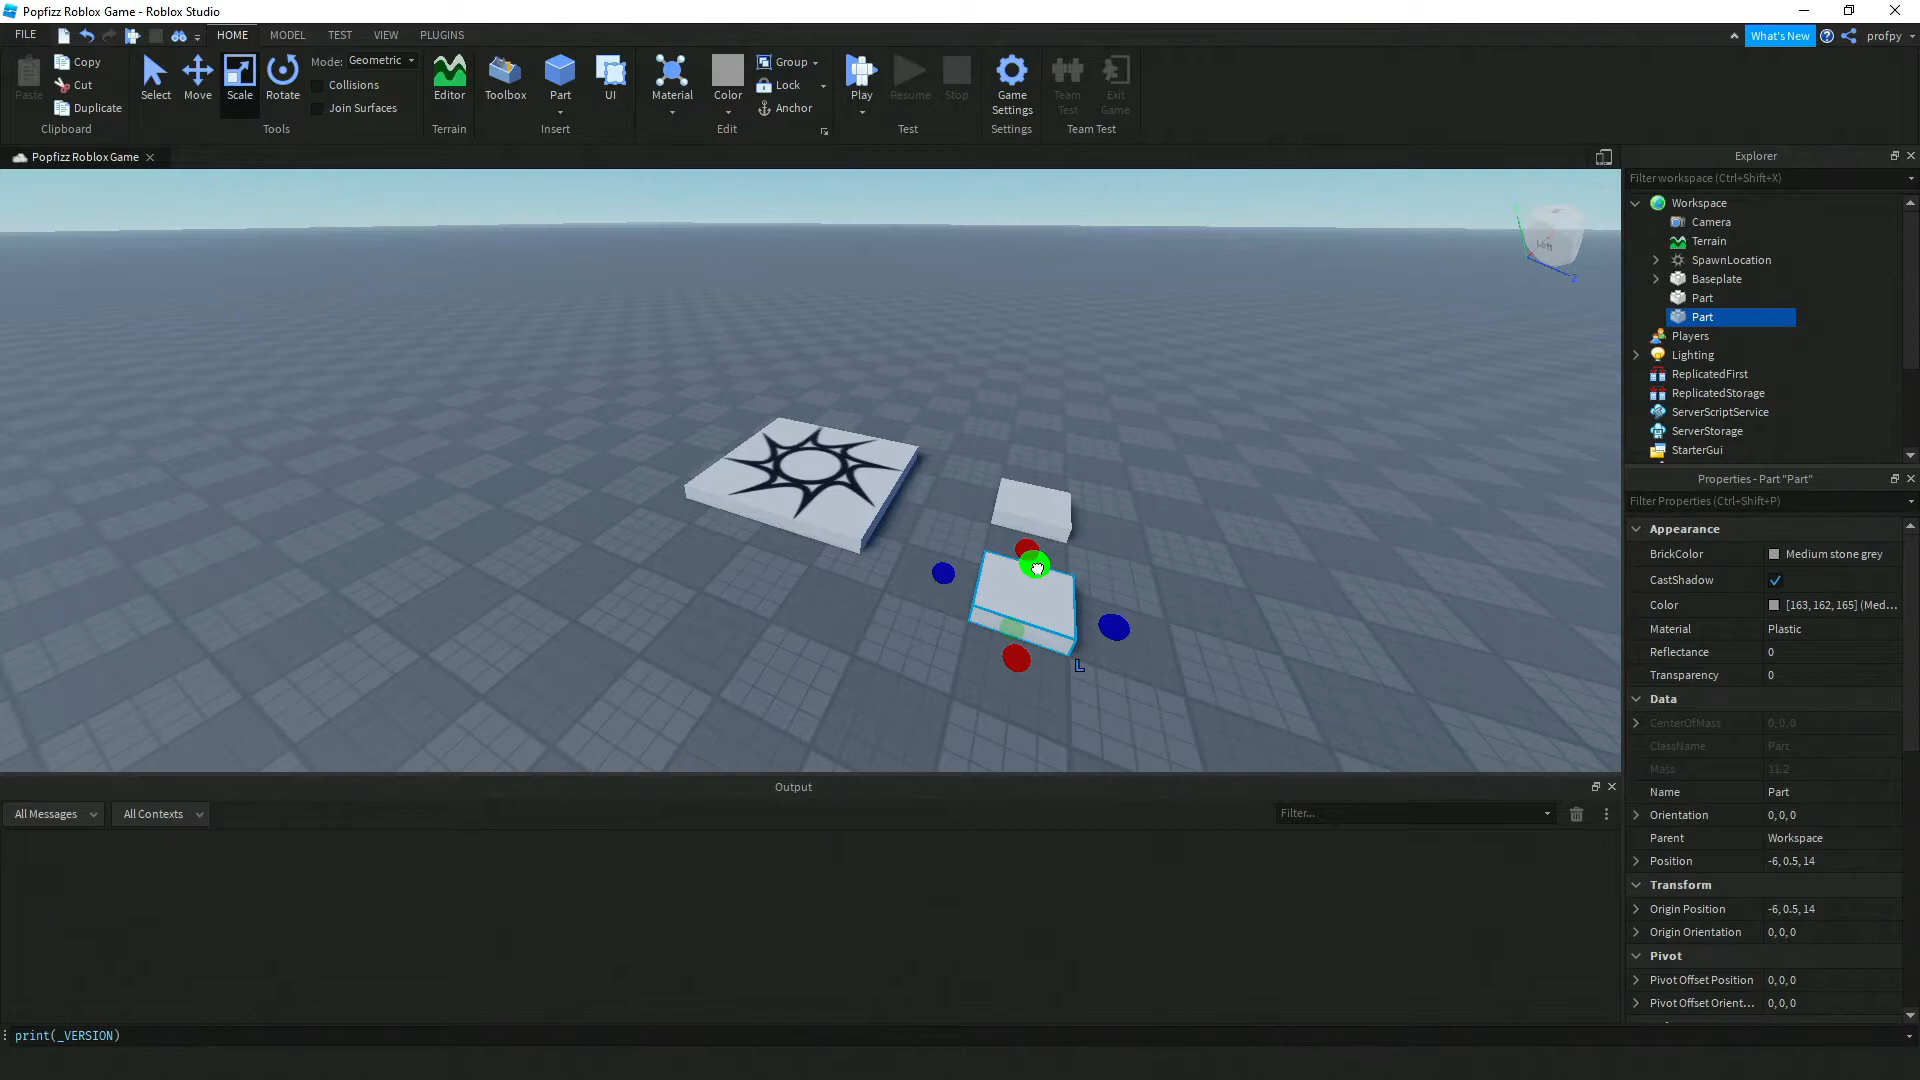 Popfizz Roblox Game - Roblox Studio
FILE
HOME
MODEL
TEST
VIEW
PLUGINS
What's New
profpy
Paste
Copy
Cut
Duplicate
Clipboard
Select
Move
Scale
Rotate
Mode: Geometric
Collisions
Join Surfaces
Tools
Editor
Terrain
Toolbox
Part
UI
Insert
Material
Color
Group
Lock
Anchor
Edit
Play
Resume
Stop
Test
Game Settings
Settings
Team Test
Exit Game
Team Test
Popfizz Roblox Game
Left
Z
L
Explorer
Filter workspace (Ctrl+Shift+X)
Workspace
Camera
Terrain
SpawnLocation
Baseplate
Part
Part
Players
Lighting
ReplicatedFirst
ReplicatedStorage
ServerScriptService
ServerStorage
StarterGui
Properties - Part "Part"
Filter Properties (Ctrl+Shift+P)
Appearance
BrickColor Medium stone grey
CastShadow
Color [163, 162, 165] (Med...
Material Plastic
Reflectance 0
Transparency 0
Data
CenterOfMass 0, 0, 0
ClassName Part
Mass 11.2
Name Part
Orientation 0, 0, 0
Parent Workspace
Position -6, 0.5, 14
Transform
Origin Position -6, 0.5, 14
Origin Orientation 0, 0, 0
Pivot
Pivot Offset Position 0, 0, 0
Pivot Offset Orient... 0, 0, 0
Output
All Messages
All Contexts
Filter...
print(_VERSION)